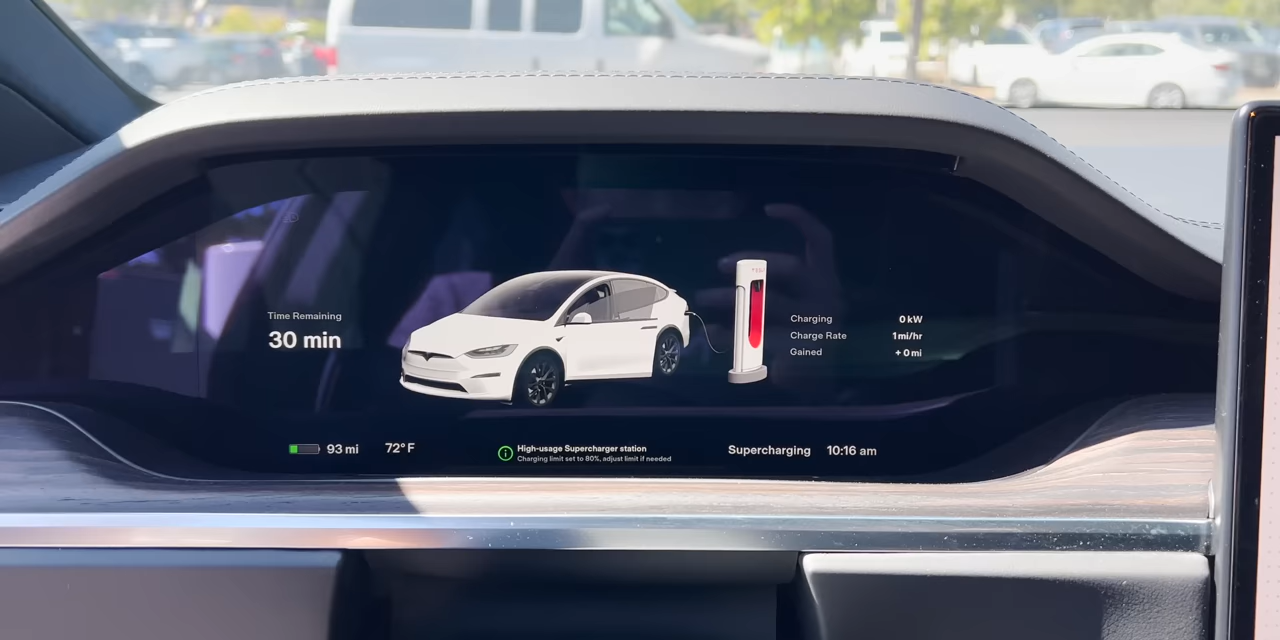 Time Remaining
30 min
Charging 0 kW
Charge Rate 1 mi/hr
Gained + 0 mi
93 mi
72° F
High-usage Supercharger station
Charging limit set to 80%, adjust limit if needed
Supercharging
10:16 am